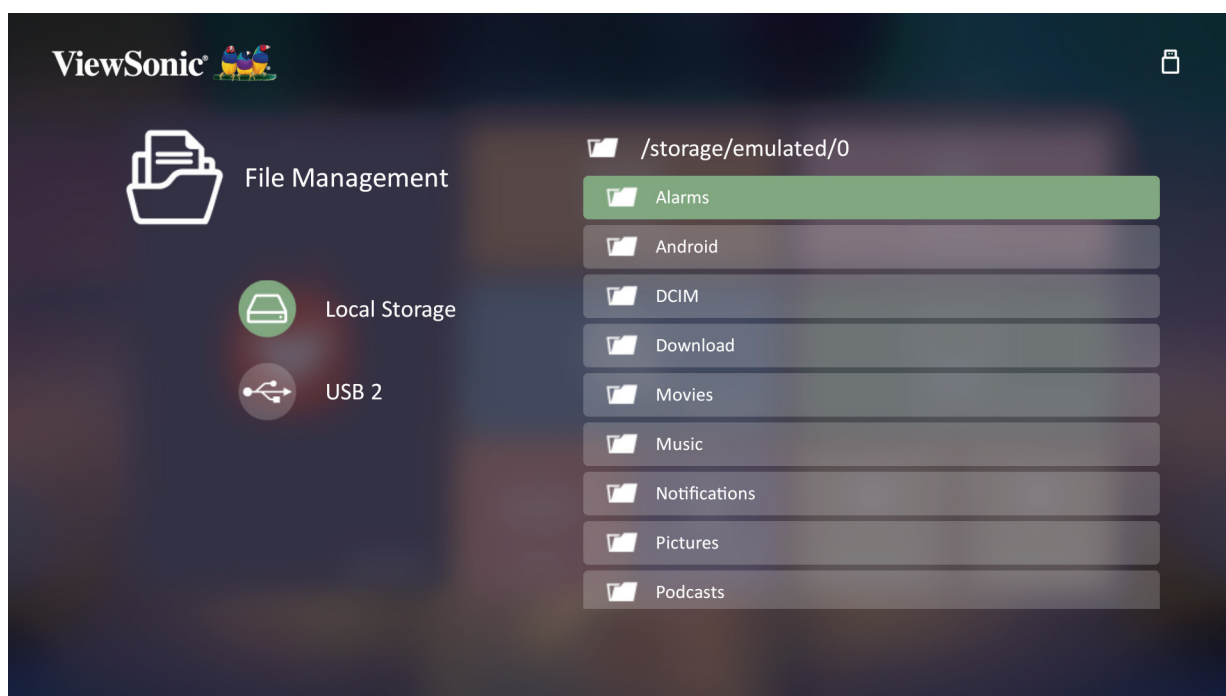 ViewSonic®
File Management
Local Storage
USB 2
/storage/emulated/0
Alarms
Android
DCIM
Download
Movies
Music
Notifications
Pictures
Podcasts